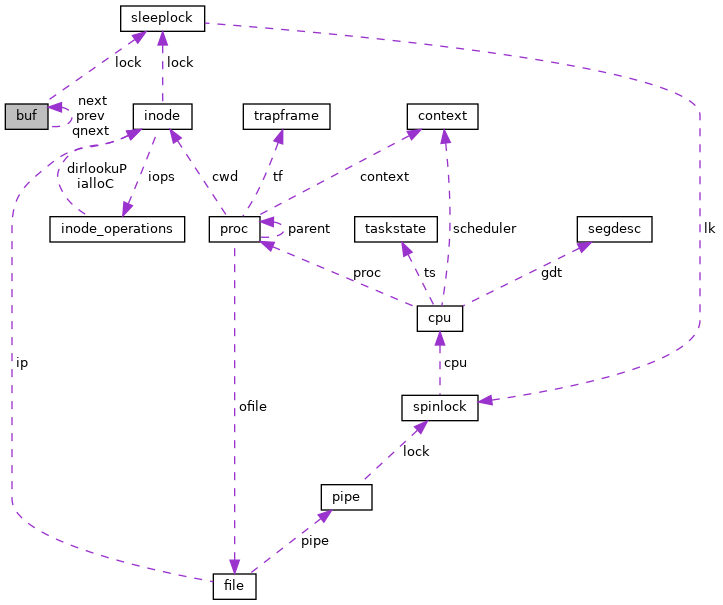 sleeplock
lock
lock
next
prev
qnext
buf
inode
trapframe
context
dirlookuP
ialloC
iops
cwd
tf
context
inode_operations
proc
parent
taskstate
scheduler
segdesc
lk
proc
ts
gdt
cpu
ip
cpu
ofile
spinlock
lock
pipe
pipe
file